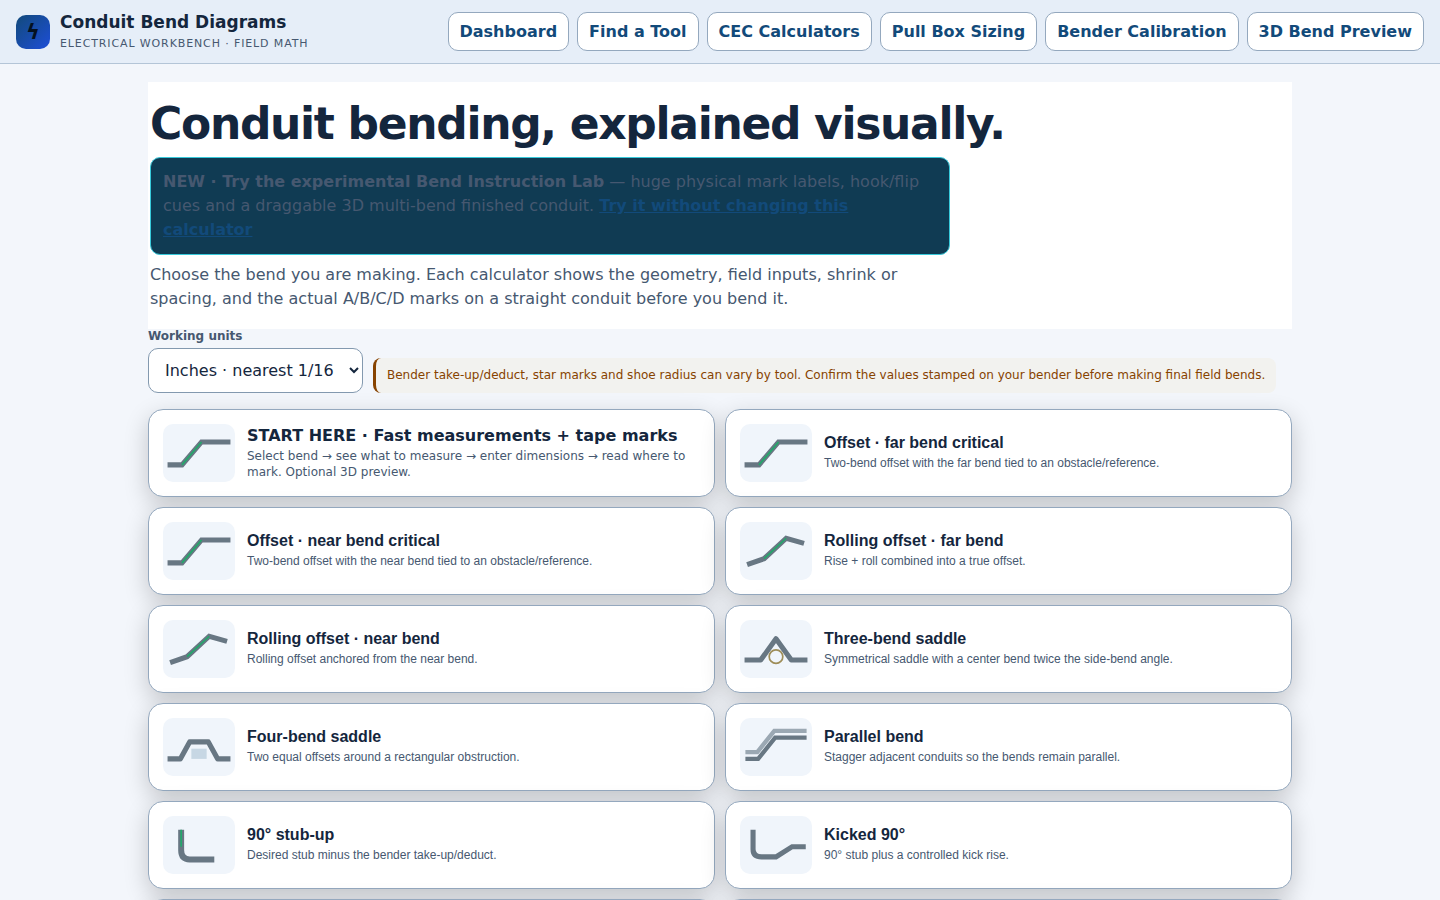 Conduit Bend Diagrams
ELECTRICAL WORKBENCH · FIELD MATH
Dashboard
Find a Tool
CEC Calculators
Pull Box Sizing
Bender Calibration
3D Bend Preview
Conduit bending, explained visually.
NEW · Try the experimental Bend Instruction Lab — huge physical mark labels, hook/flip
cues and a draggable 3D multi-bend finished conduit. Try it without changing this
calculator
Choose the bend you are making. Each calculator shows the geometry, field inputs, shrink or
spacing, and the actual A/B/C/D marks on a straight conduit before you bend it.
Working units
Inches · nearest 1/16
Bender take-up/deduct, star marks and shoe radius can vary by tool. Confirm the values stamped on your bender before making final field bends.
START HERE · Fast measurements + tape marks
Select bend → see what to measure → enter dimensions → read where to
mark. Optional 3D preview.
Offset · far bend critical
Two-bend offset with the far bend tied to an obstacle/reference.
Offset · near bend critical
Two-bend offset with the near bend tied to an obstacle/reference.
Rolling offset · far bend
Rise + roll combined into a true offset.
Rolling offset · near bend
Rolling offset anchored from the near bend.
Three-bend saddle
Symmetrical saddle with a center bend twice the side-bend angle.
Four-bend saddle
Two equal offsets around a rectangular obstruction.
Parallel bend
Stagger adjacent conduits so the bends remain parallel.
90° stub-up
Desired stub minus the bender take-up/deduct.
Kicked 90°
90° stub plus a controlled kick rise.